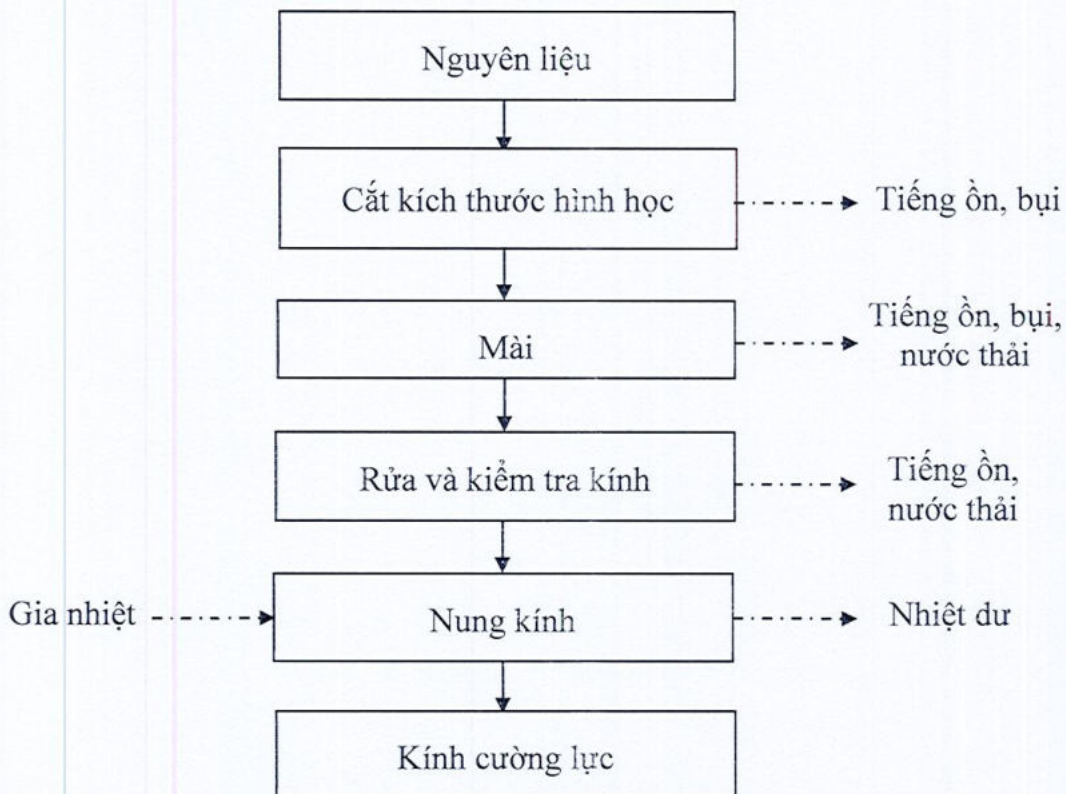 Nguyên liệu
Cắt kích thước hình học
Tiếng ồn, bụi
Mài
Tiếng ồn, bụi,
nước thải
Rửa và kiểm tra kính
Tiếng ồn,
nước thải
Gia nhiệt
Nung kính
Nhiệt dư
Kính cường lực